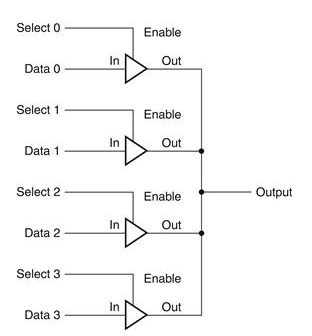 Select 0
Enable
Data 0 In Out
Select 1
Enable
Data 1 In Out
Select 2
Enable
Output
Data 2 In Out
Select 3
Enable
Data 3 In Out